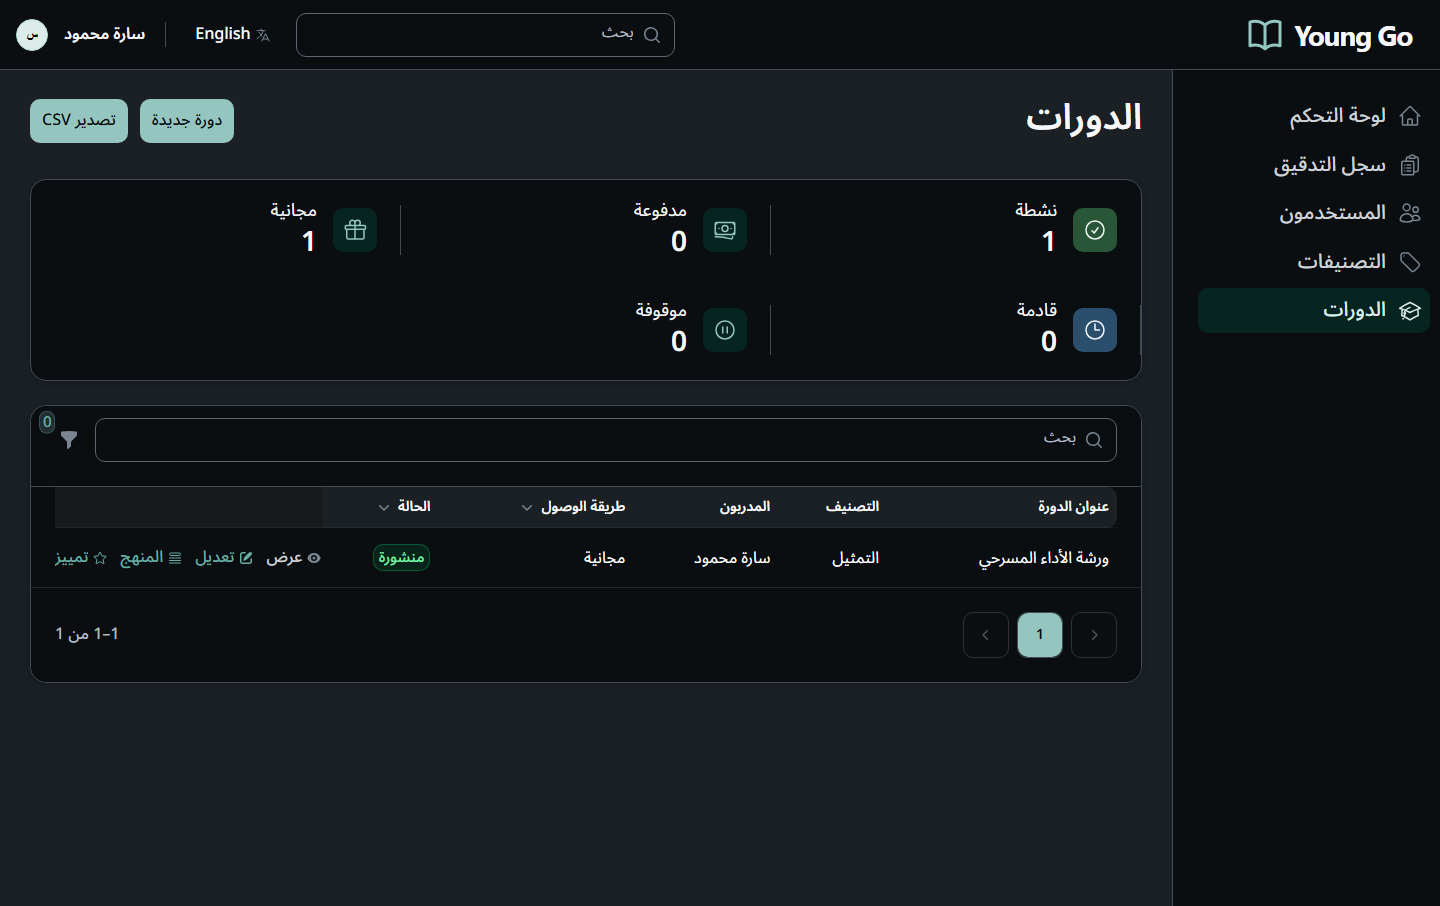 Young Go
بحث
English
سارة محمود
س
لوحة التحكم
سجل التدقيق
المستخدمون
التصنيفات
الدورات
الدورات
دورة جديدة
تصدير CSV
نشطة
1
مدفوعة
0
مجانية
1
قادمة
0
موقوفة
0
بحث
0
عنوان الدورة التصنيف المدربون طريقة الوصول الحالة
ورشة الأداء المسرحي التمثيل سارة محمود مجانية منشورة عرض تعديل المنهج تمييز
1
1–1 من 1